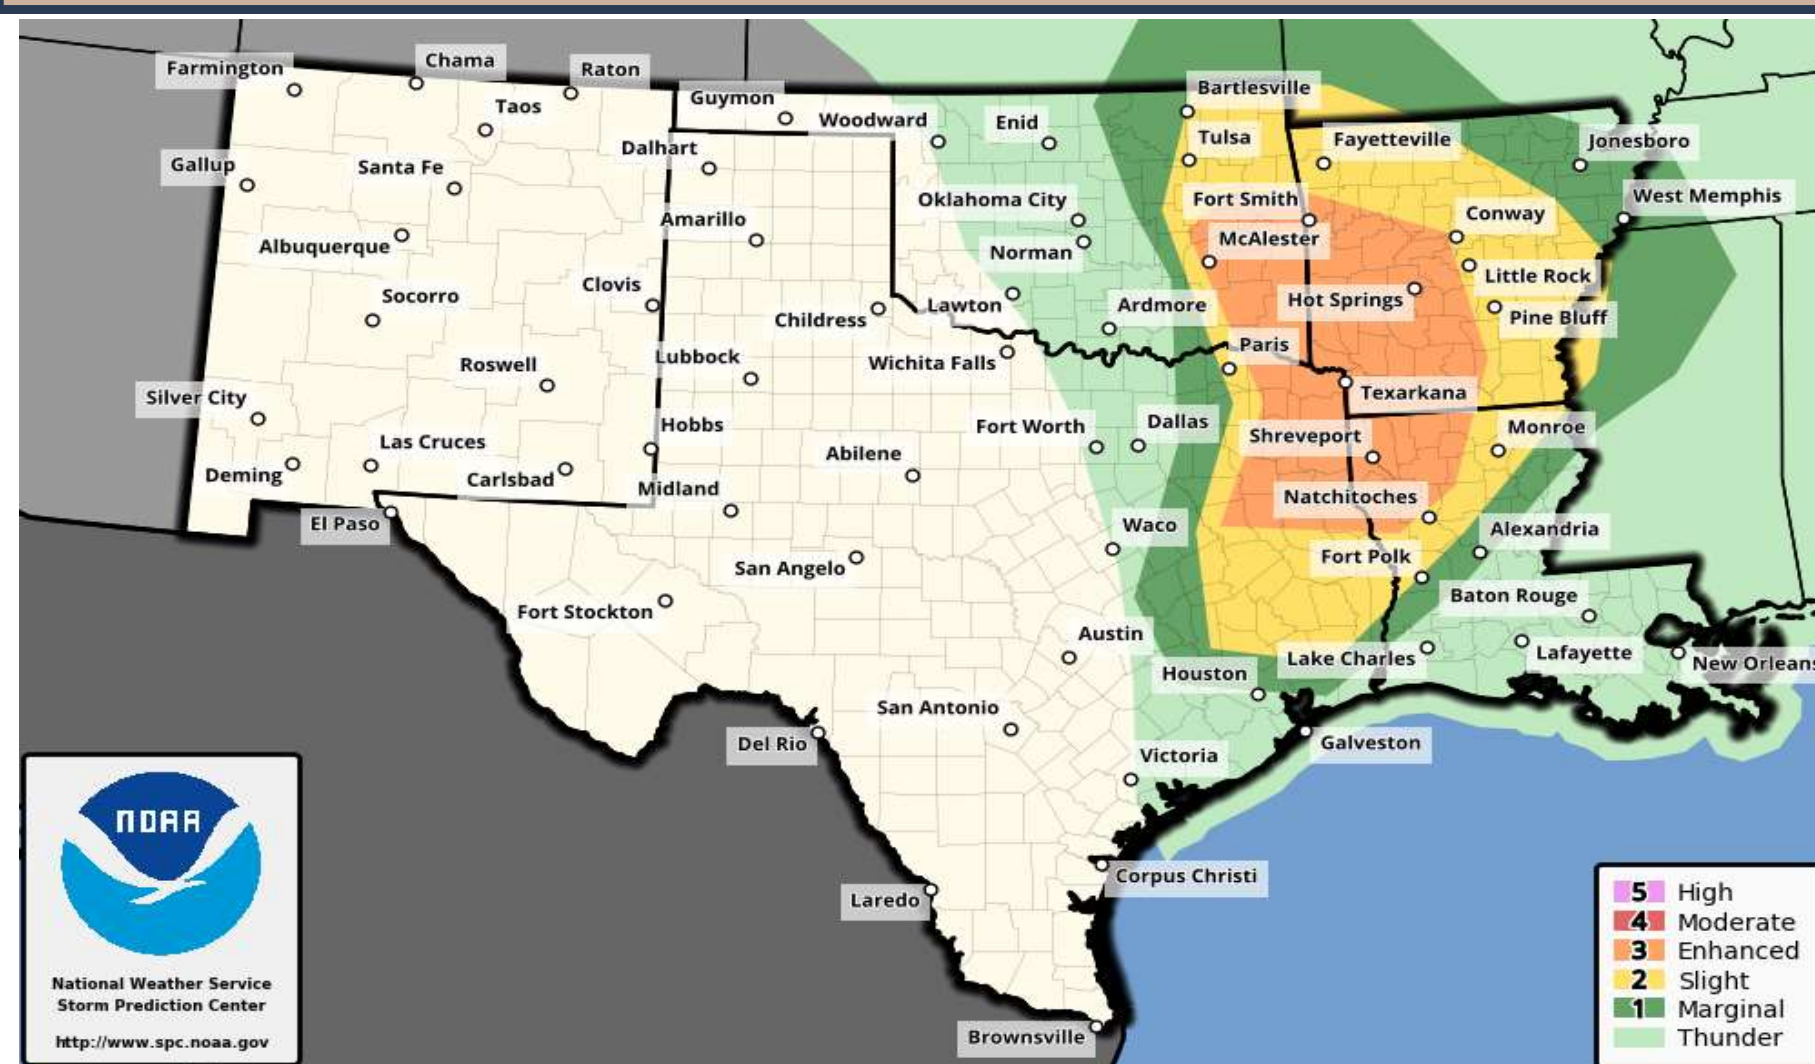 Farmington
Chama
Raton
Taos
Guymon
Woodward
Enid
Bartlesville
Tulsa
Fayetteville
Jonesboro
Gallup
Santa Fe
Dalhart
Oklahoma City
Fort Smith
Conway
West Memphis
Albuquerque
Amarillo
Norman
McAlester
Little Rock
Socorro
Clovis
Childress
Lawton
Ardmore
Hot Springs
Pine Bluff
Roswell
Lubbock
Wichita Falls
Paris
Texarkana
Silver City
Las Cruces
Hobbs
Fort Worth
Dallas
Shreveport
Monroe
Deming
Carlsbad
Midland
Abilene
Natchitoches
El Paso
Waco
Alexandria
San Angelo
Fort Polk
Fort Stockton
Baton Rouge
Austin
Houston
Lake Charles
Lafayette
New Orleans
San Antonio
Del Rio
Galveston
Victoria
Corpus Christi
Laredo
Brownsville
NOAA
National Weather Service
Storm Prediction Center
http://www.spc.noaa.gov
5 High
4 Moderate
3 Enhanced
2 Slight
1 Marginal
Thunder